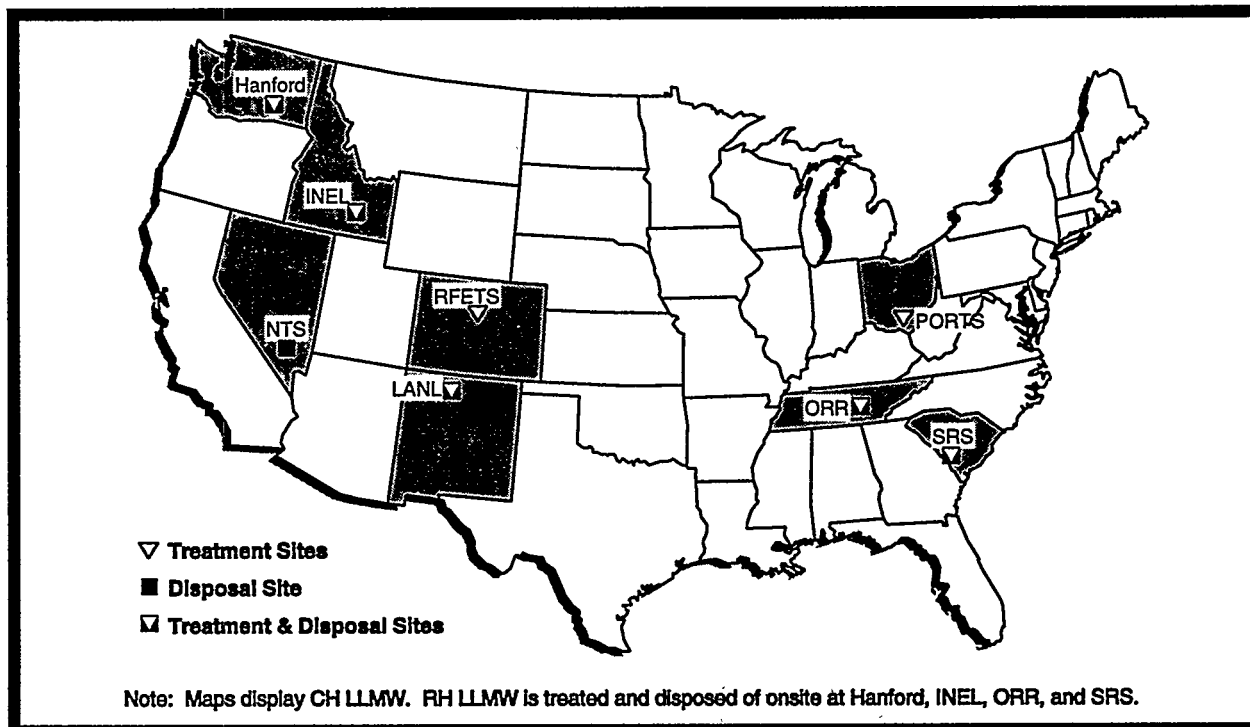 Hanford
INEL
RFETS
PORTS
NTS
LANL
ORR
SRS
Treatment Sites
Disposal Site
Treatment & Disposal Sites
Note: Maps display CH LLMW. RH LLMW is treated and disposed of onsite at Hanford, INEL, ORR, and SRS.